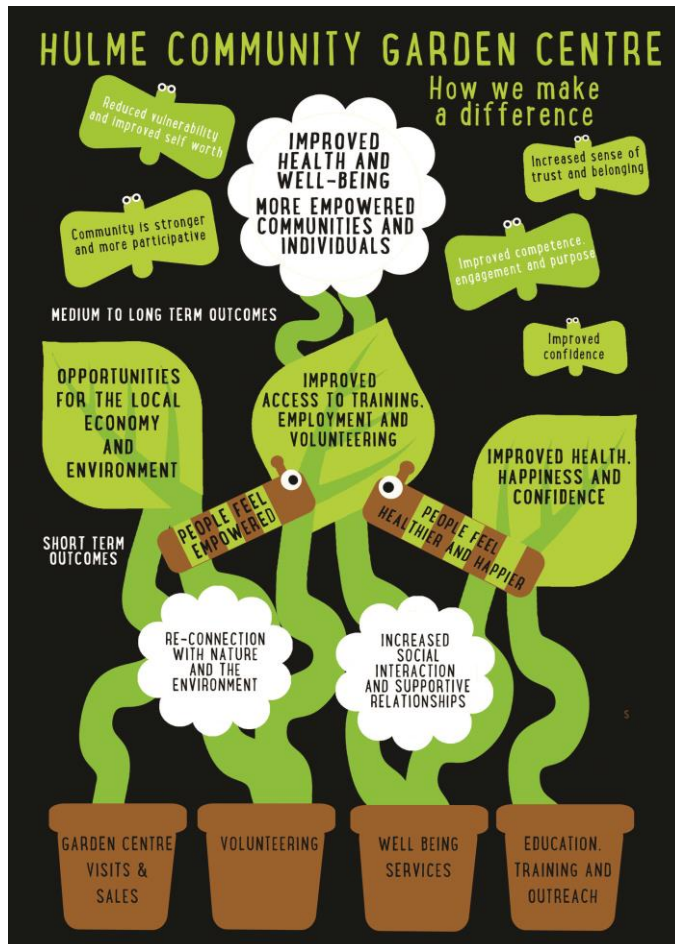 HULME COMMUNITY GARDEN CENTRE
How we make
a difference
Reduced vulnerability
and improved self worth
IMPROVED
HEALTH AND
WELL-BEING
MORE EMPOWERED
COMMUNITIES AND
INDIVIDUALS
Increased sense of
trust and belonging
Community is stronger
and more participative
Improved competence,
engagement and purpose
MEDIUM TO LONG TERM OUTCOMES
Improved
confidence
OPPORTUNITIES
FOR THE LOCAL
ECONOMY
AND
ENVIRONMENT
IMPROVED
ACCESS TO TRAINING,
EMPLOYMENT AND
VOLUNTEERING
IMPROVED HEALTH,
HAPPINESS AND
CONFIDENCE
PEOPLE FEEL
EMPOWERED
PEOPLE FEEL
HEALTHIER AND HAPPIER
SHORT TERM
OUTCOMES
RE-CONNECTION
WITH NATURE
AND THE
ENVIRONMENT
INCREASED
SOCIAL
INTERACTION
AND SUPPORTIVE
RELATIONSHIPS
S
GARDEN CENTRE
VISITS &
SALES
VOLUNTEERING
WELL BEING
SERVICES
EDUCATION,
TRAINING AND
OUTREACH